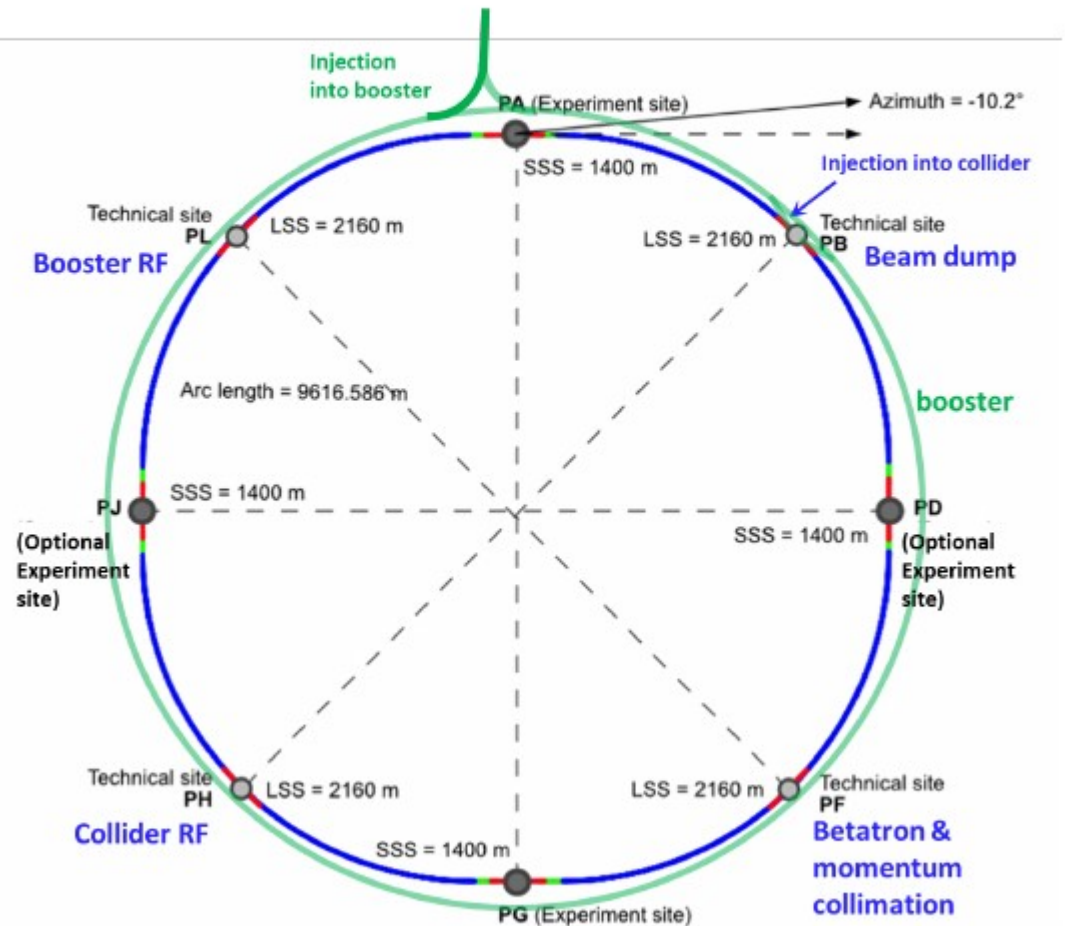 Injection
into booster
PA (Experiment site)
Azimuth = -10.2°
SSS = 1400 m
Injection into collider
Technical site
PL
LSS = 2160 m
Booster RF
LSS = 2160 m
Technical site
PB
Beam dump
Arc length = 9616.586 m
booster
PJ
SSS = 1400 m
(Optional
Experiment
site)
SSS = 1400 m
PD
(Optional
Experiment
site)
Technical site
PH
LSS = 2160 m
Collider RF
LSS = 2160 m
Technical site
PF
Betatron &
momentum
collimation
SSS = 1400 m
PG (Experiment site)